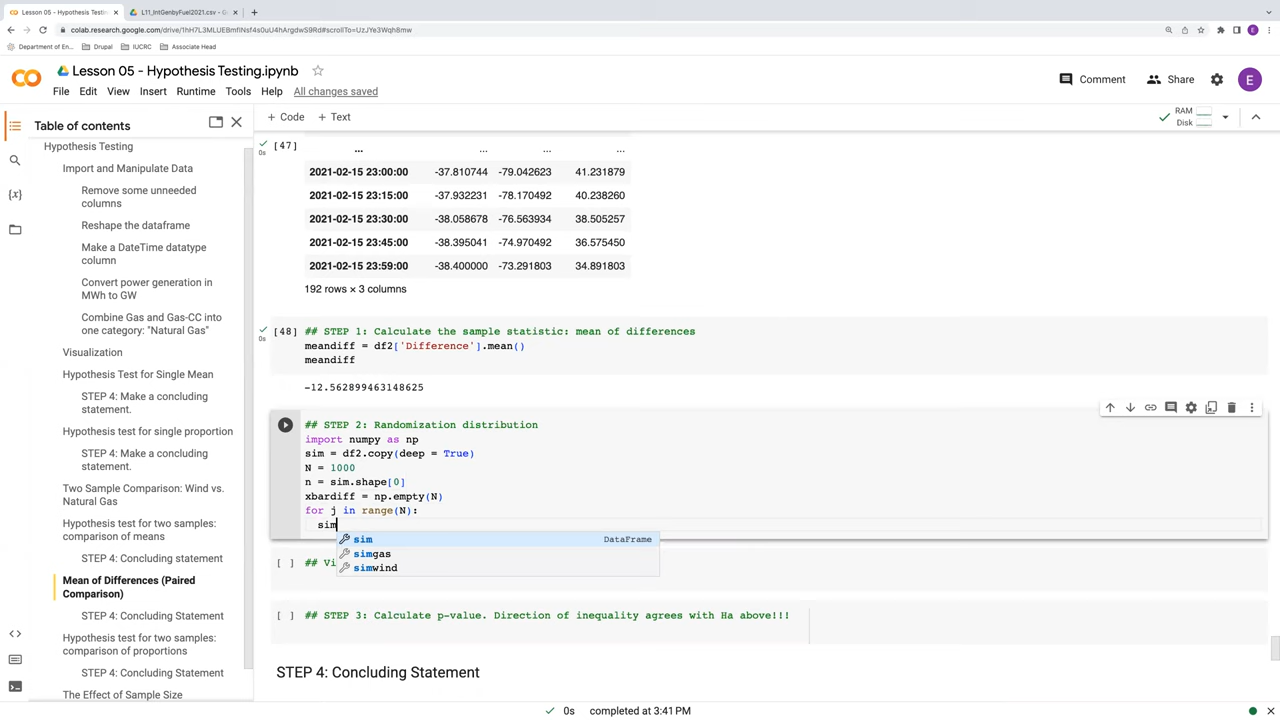 Lesson 05 - Hypothesis Testing.ip
L11_IntGenbyFuel2021.csv - G
colab.research.google.com/drive/
Department of En...
Drupal
IUCRC
Associate Head
E
Lesson 05 - Hypothesis Testing.ipynb
File Edit View Insert Runtime Tools Help All changes saved
Comment
Share
E
Table of contents
Hypothesis Testing
Import and Manipulate Data
Remove some unneeded
columns
Reshape the dataframe
Make a DateTime datatype
column
Convert power generation in
MWh to GW
Combine Gas and Gas-CC into
one category: "Natural Gas"
Visualization
Hypothesis Test for Single Mean
STEP 4: Make a concluding
statement.
Hypothesis test for single proportion
STEP 4: Make a concluding
statement.
Two Sample Comparison: Wind vs.
Natural Gas
Hypothesis test for two samples:
comparison of means
STEP 4: Concluding statement
Mean of Differences (Paired
Comparison)
STEP 4: Concluding Statement
Hypothesis test for two samples:
comparison of proportions
STEP 4: Concluding Statement
The Effect of Sample Size
+ Code + Text
RAM
Disk
[47]
0s
... ... ... ...
2021-02-15 23:00:00 -37.810744 -79.042623 41.231879
2021-02-15 23:15:00 -37.932231 -78.170492 40.238260
2021-02-15 23:30:00 -38.058678 -76.563934 38.505257
2021-02-15 23:45:00 -38.395041 -74.970492 36.575450
2021-02-15 23:59:00 -38.400000 -73.291803 34.891803
192 rows × 3 columns
[48] ## STEP 1: Calculate the sample statistic: mean of differences
0s
meandiff = df2['Difference'].mean()
meandiff
-12.562899463148625
## STEP 2: Randomization distribution
import numpy as np
sim = df2.copy(deep = True)
N = 1000
n = sim.shape[0]
xbardiff = np.empty(N)
for j in range(N):
sim
sim DataFrame
simgas
simwind
[ ] ## Vi
[ ] ## STEP 3: Calculate p-value. Direction of inequality agrees with Ha above!!!
STEP 4: Concluding Statement
0s completed at 3:41 PM